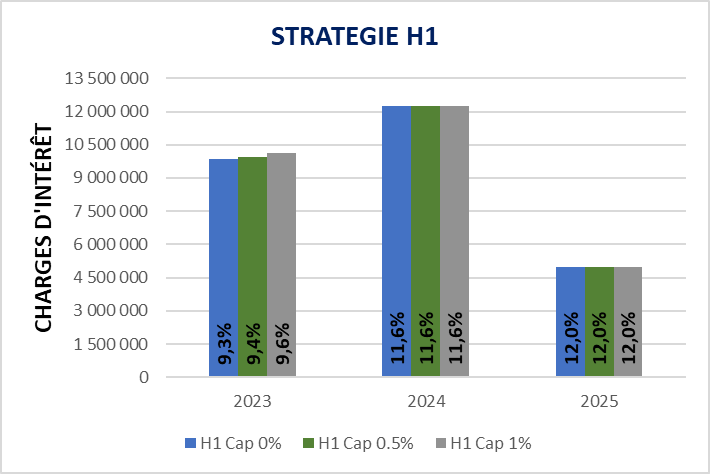 STRATEGIE H1
CHARGES D'INTÉRÊT
13 500 000
12 000 000
10 500 000
9 000 000
7 500 000
6 000 000
4 500 000
3 000 000
1 500 000
0
9,3%
9,4%
9,6%
11,6%
11,6%
11,6%
12,0%
12,0%
12,0%
2023 2024 2025
H1 Cap 0% H1 Cap 0.5% H1 Cap 1%